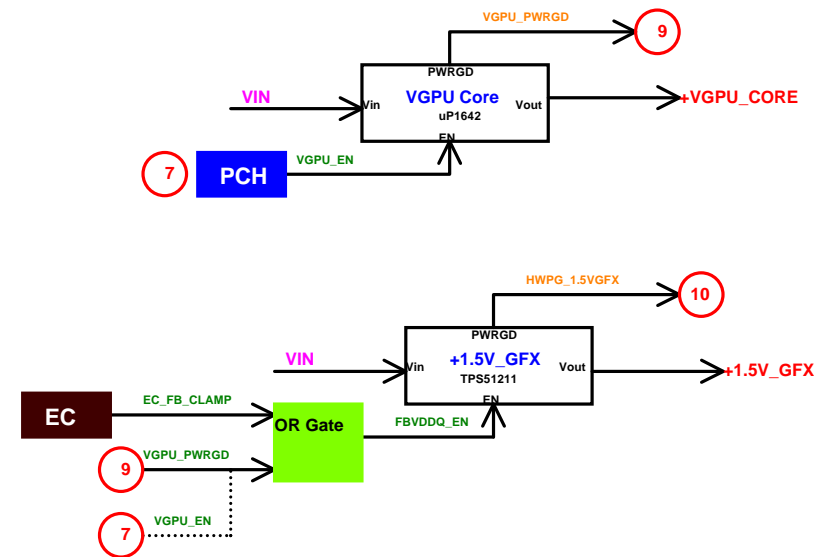 VGPU_PWRGD
9
PWRGD
VIN
Vin
VGPU Core
Vout
+VGPU_CORE
uP1642
EN
7
PCH
VGPU_EN
HWPG_1.5VGFX
10
PWRGD
VIN
Vin
+1.5V_GFX
Vout
+1.5V_GFX
TPS51211
EN
EC
EC_FB_CLAMP
OR Gate
FBVDDQ_EN
9
VGPU_PWRGD
7
VGPU_EN